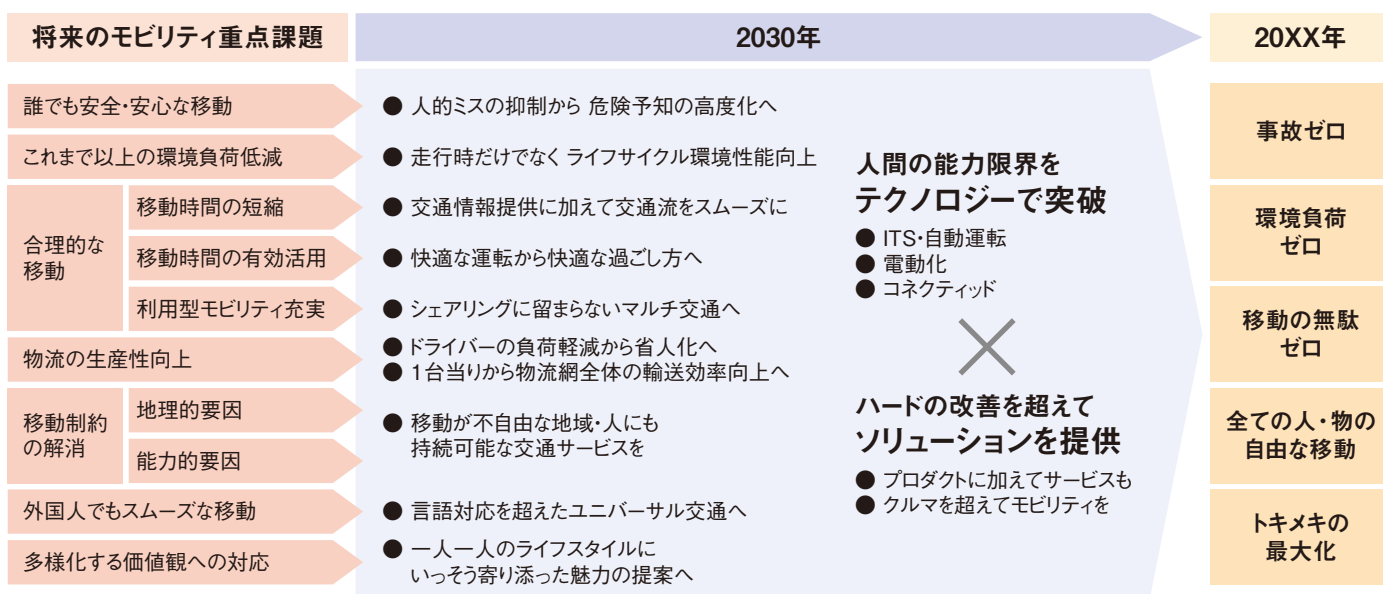 将来のモビリティ重点課題
2030年
20XX年
誰でも安全・安心な移動
● 人的ミスの抑制から 危険予知の高度化へ
これまで以上の環境負荷低減
● 走行時だけでなく ライフサイクル環境性能向上
合理的な
移動
移動時間の短縮
● 交通情報提供に加えて交通流をスムーズに
移動時間の有効活用
● 快適な運転から快適な過ごし方へ
利用型モビリティ充実
● シェアリングに留まらないマルチ交通へ
物流の生産性向上
● ドライバーの負荷軽減から省人化へ
● 1台当りから物流網全体の輸送効率向上へ
移動制約
の解消
地理的要因
能力的要因
● 移動が不自由な地域・人にも
持続可能な交通サービスを
外国人でもスムーズな移動
● 言語対応を超えたユニバーサル交通へ
多様化する価値観への対応
● 一人一人のライフスタイルに
いっそう寄り添った魅力の提案へ
人間の能力限界を
テクノロジーで突破
● ITS・自動運転
● 電動化
● コネクティッド
×
ハードの改善を超えて
ソリューションを提供
● プロダクトに加えてサービスも
● クルマを超えてモビリティを
事故ゼロ
環境負荷
ゼロ
移動の無駄
ゼロ
全ての人・物の
自由な移動
トキメキの
最大化